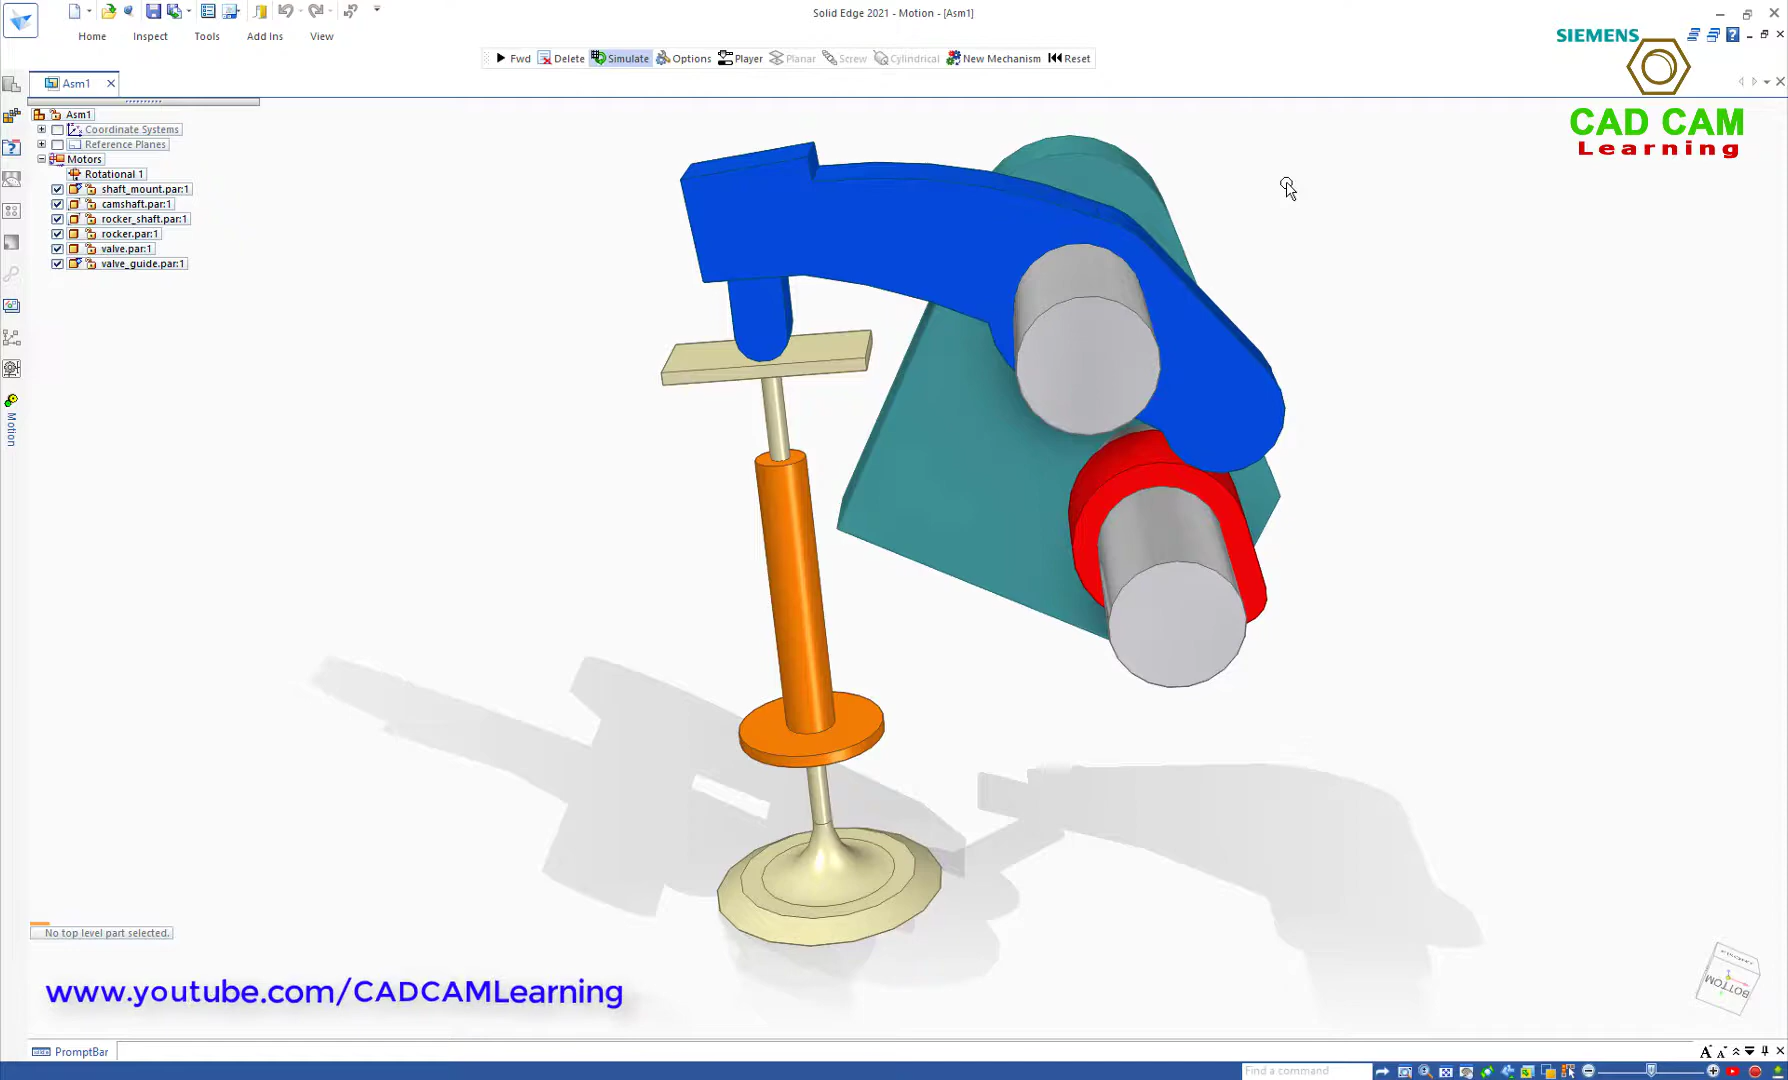 Solid Edge 2021 - Motion - [Asm1]
Home Inspect Tools Add Ins View
SIEMENS
Fwd Delete Simulate Options Player Planar Screw Cylindrical New Mechanism Reset
Asm1
CAD CAM
Learning
Asm1
Coordinate Systems
Reference Planes
Motors
Rotational 1
shaft_mount.par:1
camshaft.par:1
rocker_shaft.par:1
rocker.par:1
valve.par:1
valve_guide.par:1
Motion
No top level part selected.
BOTTOM
www.youtube.com/CADCAMLearning
PromptBar
Find a command